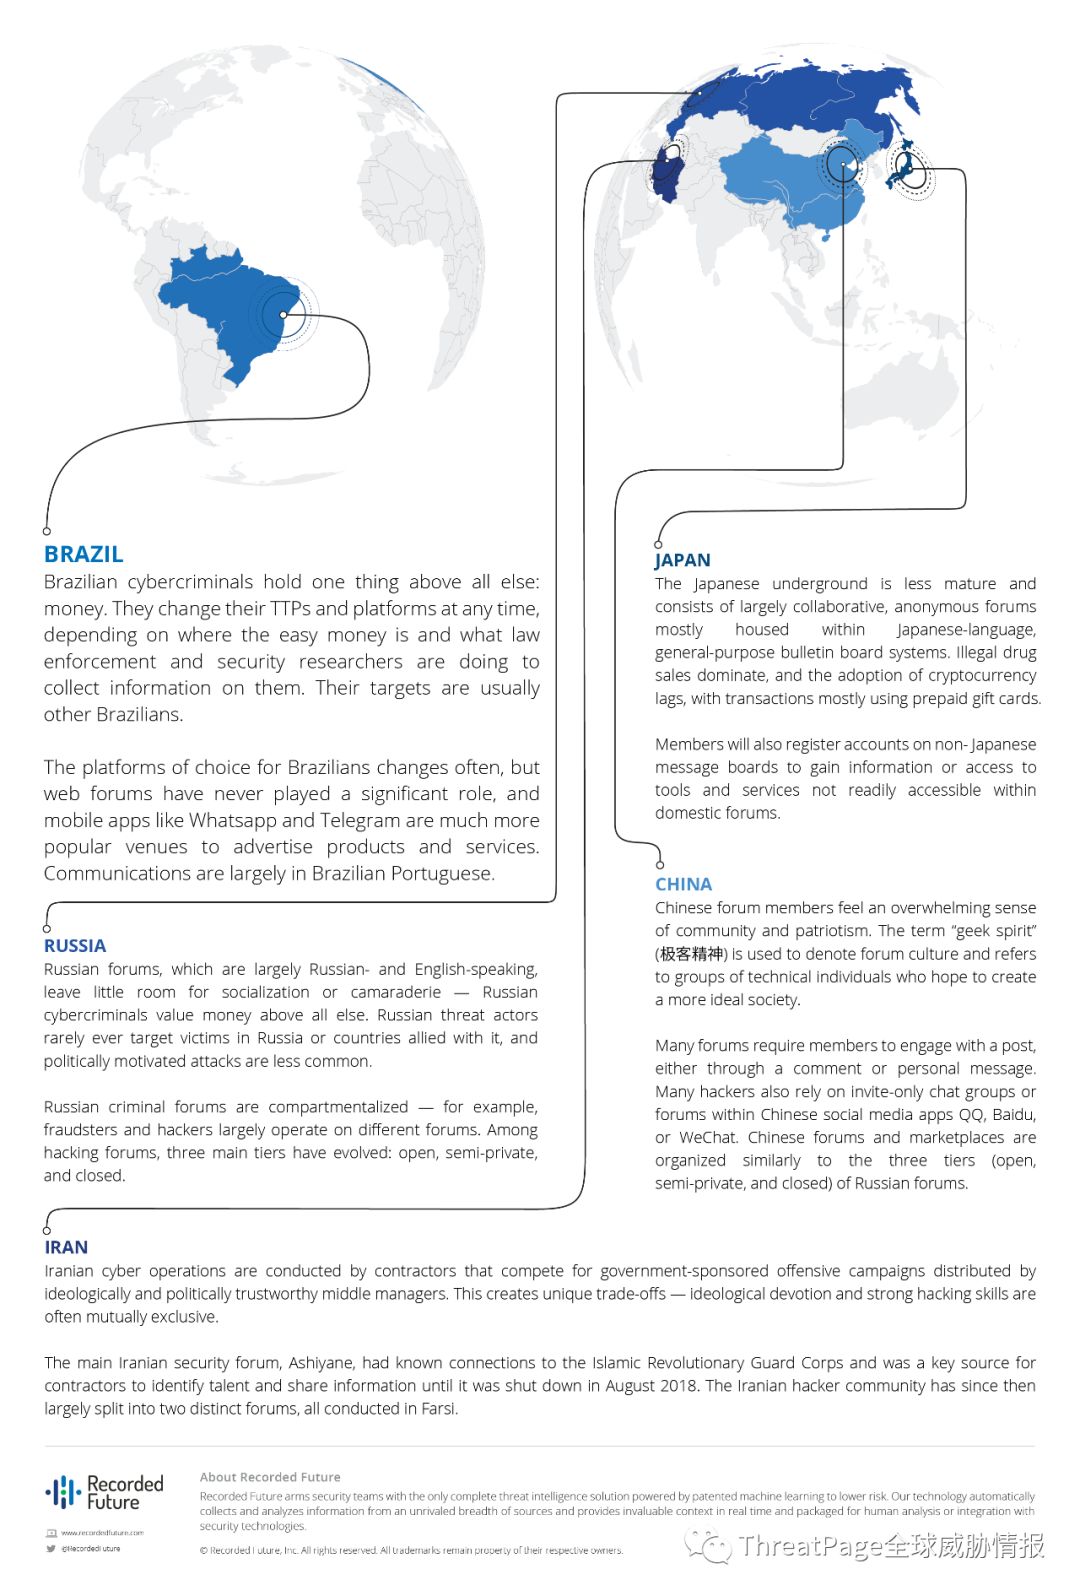 BRAZIL
Brazilian cybercriminals hold one thing above all else:
money. They change their TTPs and platforms at any time,
depending on where the easy money is and what law
enforcement and security researchers are doing to
collect information on them. Their targets are usually
other Brazilians.
The platforms of choice for Brazilians changes often, but
web forums have never played a significant role, and
mobile apps like Whatsapp and Telegram are much more
popular venues to advertise products and services.
Communications are largely in Brazilian Portuguese.
RUSSIA
Russian forums, which are largely Russian- and English-speaking,
leave little room for socialization or camaraderie — Russian
cybercriminals value money above all else. Russian threat actors
rarely ever target victims in Russia or countries allied with it, and
politically motivated attacks are less common.
Russian criminal forums are compartmentalized — for example,
fraudsters and hackers largely operate on different forums. Among
hacking forums, three main tiers have evolved: open, semi-private,
and closed.
JAPAN
The Japanese underground is less mature and
consists of largely collaborative, anonymous forums
mostly housed within Japanese-language,
general-purpose bulletin board systems. Illegal drug
sales dominate, and the adoption of cryptocurrency
lags, with transactions mostly using prepaid gift cards.
Members will also register accounts on non- Japanese
message boards to gain information or access to
tools and services not readily accessible within
domestic forums.
CHINA
Chinese forum members feel an overwhelming sense
of community and patriotism. The term “geek spirit”
(极客精神) is used to denote forum culture and refers
to groups of technical individuals who hope to create
a more ideal society.
Many forums require members to engage with a post,
either through a comment or personal message.
Many hackers also rely on invite-only chat groups or
forums within Chinese social media apps QQ, Baidu,
or WeChat. Chinese forums and marketplaces are
organized similarly to the three tiers (open,
semi-private, and closed) of Russian forums.
IRAN
Iranian cyber operations are conducted by contractors that compete for government-sponsored offensive campaigns distributed by
ideologically and politically trustworthy middle managers. This creates unique trade-offs — ideological devotion and strong hacking skills are
often mutually exclusive.
The main Iranian security forum, Ashiyane, had known connections to the Islamic Revolutionary Guard Corps and was a key source for
contractors to identify talent and share information until it was shut down in August 2018. The Iranian hacker community has since then
largely split into two distinct forums, all conducted in Farsi.
Recorded
Future
www.recordedfuture.com
@RecordedFuture
About Recorded Future
Recorded Future arms security teams with the only complete threat intelligence solution powered by patented machine learning to lower risk. Our technology automatically
collects and analyzes information from an unrivaled breadth of sources and provides invaluable context in real time and packaged for human analysis or integration with
security technologies.
© Recorded Future, Inc. All rights reserved. All trademarks remain property of their respective owners.
ThreatPage全球威胁情报